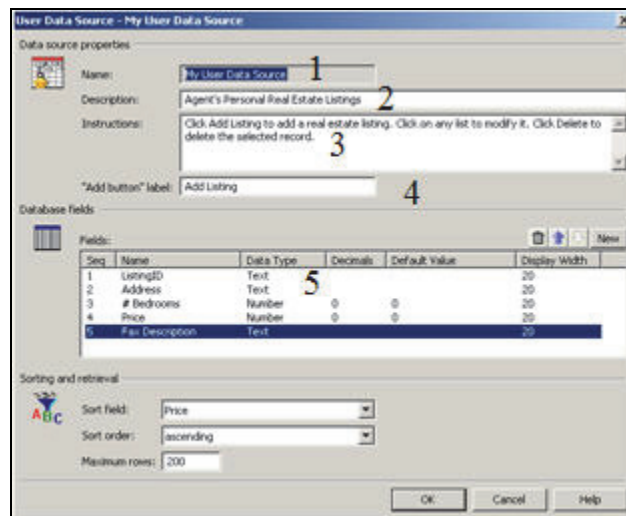 User Data Source - My User Data Source
Data source properties
Name: My User Data Source 1
Description: Agent's Personal Real Estate Listings 2
Instructions: Click Add Listing to add a real estate listing. Click on any list to modify it. Click Delete to
delete the selected record. 3
"Add button" label: Add Listing 4
Database fields
Fields: New
Seq Name Data Type Decimals Default Value Display Width
1 ListingID Text 20
2 Address Text 5 20
3 # Bedrooms Number 0 0 20
4 Price Number 0 0 20
5 Fax Description Text 20
Sorting and retrieval
ABC
Sort field: Price
Sort order: ascending
Maximum rows: 200
OK Cancel Help